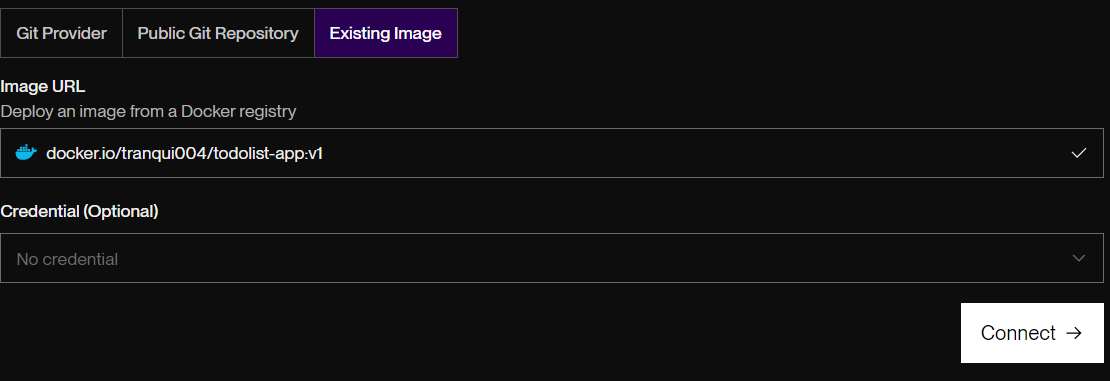 Git Provider Public Git Repository Existing Image
Image URL
Deploy an image from a Docker registry
docker.io/tranqui004/todolist-app:v1
Credential (Optional)
No credential
Connect →